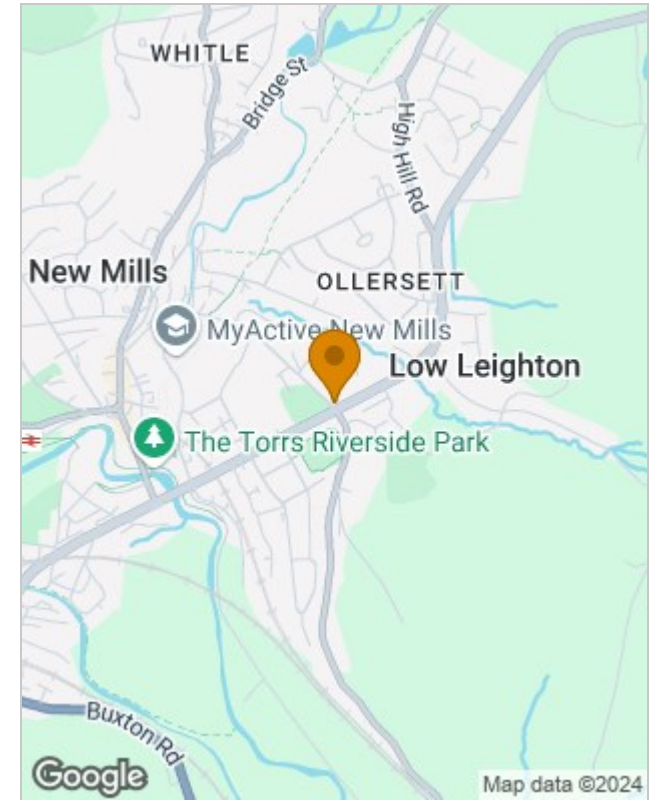 WHITLE
Bridge St
High Hill Rd
New Mills
OLLERSETT
MyActive New Mills
Low Leighton
The Torrs Riverside Park
Buxton Rd
Google
Map data ©2024